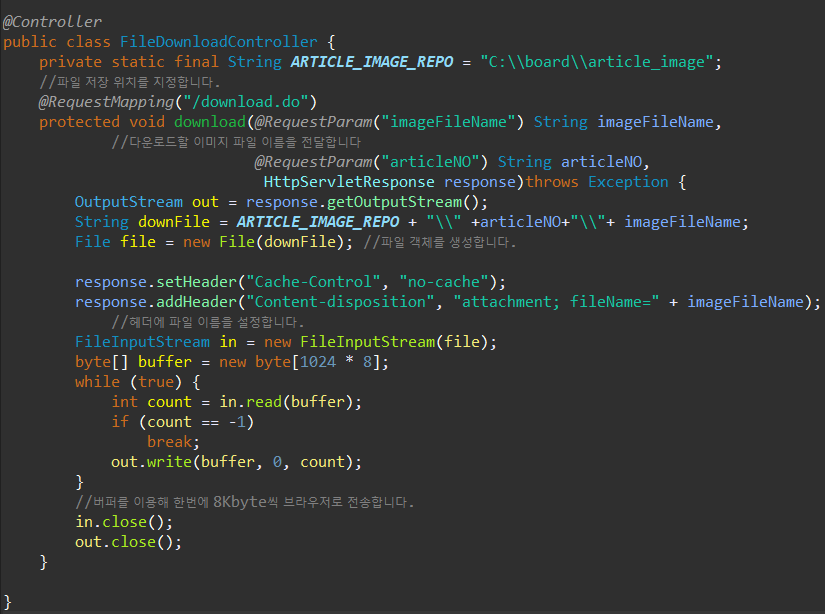 @Controller
public class FileDownloadController {
private static final String ARTICLE_IMAGE_REPO = "C:\\board\\article_image";
//파일 저장 위치를 지정합니다.
@RequestMapping("/download.do")
protected void download(@RequestParam("imageFileName") String imageFileName,
//다운로드할 이미지 파일 이름을 전달합니다
@RequestParam("articleNO") String articleNO,
HttpServletResponse response)throws Exception {
OutputStream out = response.getOutputStream();
String downFile = ARTICLE_IMAGE_REPO + "\\" +articleNO+"\\"+ imageFileName;
File file = new File(downFile); //파일 객체를 생성합니다.
response.setHeader("Cache-Control", "no-cache");
response.addHeader("Content-disposition", "attachment; fileName=" + imageFileName);
//헤더에 파일 이름을 설정합니다.
FileInputStream in = new FileInputStream(file);
byte[] buffer = new byte[1024 * 8];
while (true) {
int count = in.read(buffer);
if (count == -1)
break;
out.write(buffer, 0, count);
}
//버퍼를 이용해 한번에 8Kbyte씩 브라우저로 전송합니다.
in.close();
out.close();
}
}